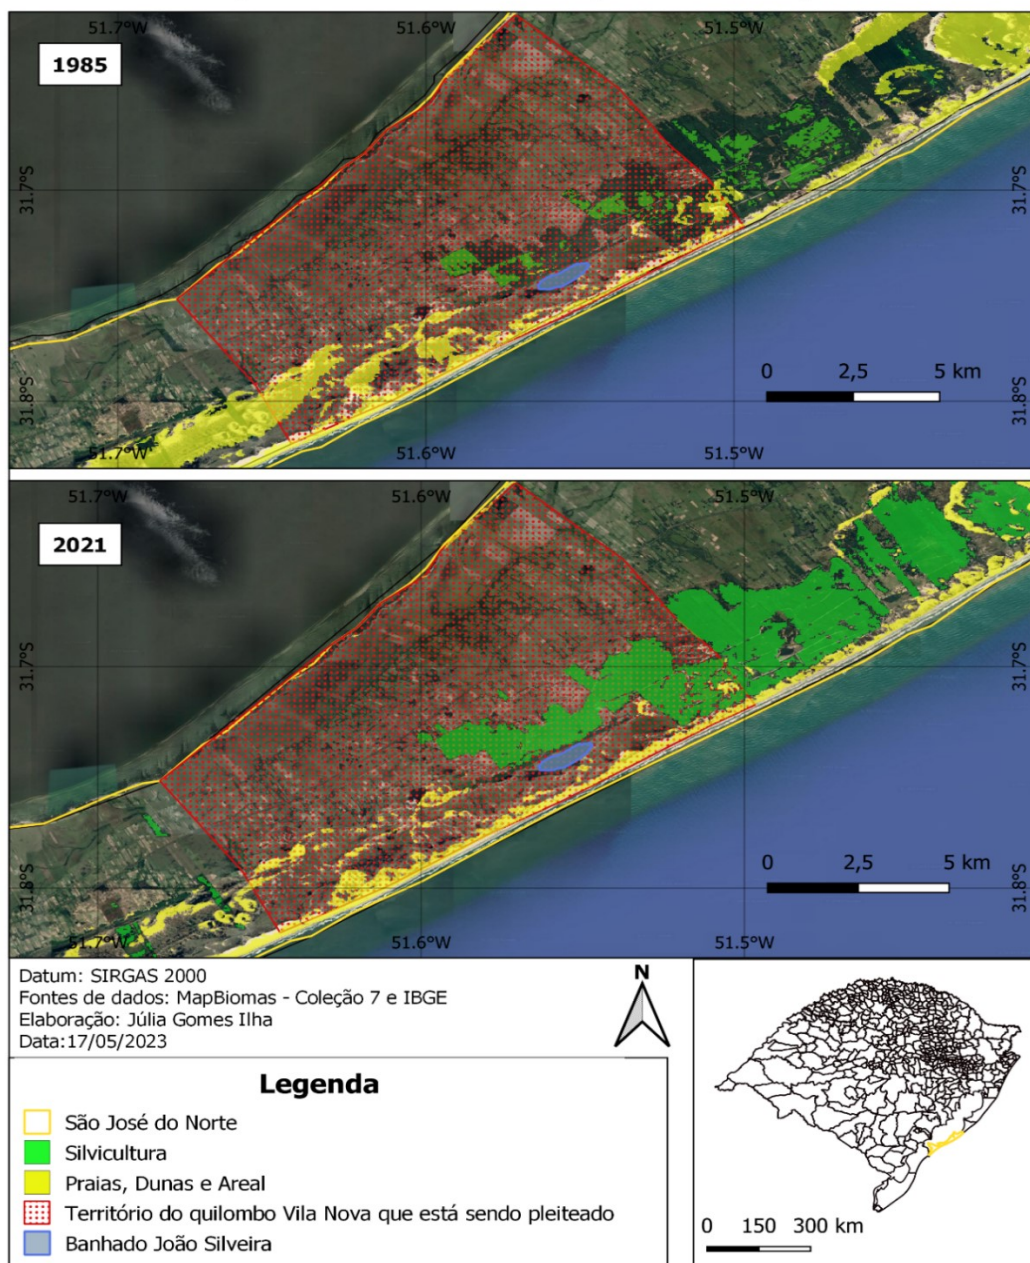 51.7°W 51.6°W 51.5°W
1985
31.7°S 31.7°S
0 2,5 5 km
31.8°S 31.8°S
51.7°W 51.6°W 51.5°W
51.7°W 51.6°W 51.5°W
2021
31.7°S 31.7°S
0 2,5 5 km
31.8°S 31.8°S
51.7°W 51.6°W 51.5°W
Datum: SIRGAS 2000
Fontes de dados: MapBiomas - Coleção 7 e IBGE
Elaboração: Júlia Gomes Ilha
Data:17/05/2023
N
Legenda
São José do Norte
Silvicultura
Praias, Dunas e Areal
Território do quilombo Vila Nova que está sendo pleiteado
Banhado João Silveira
0 150 300 km